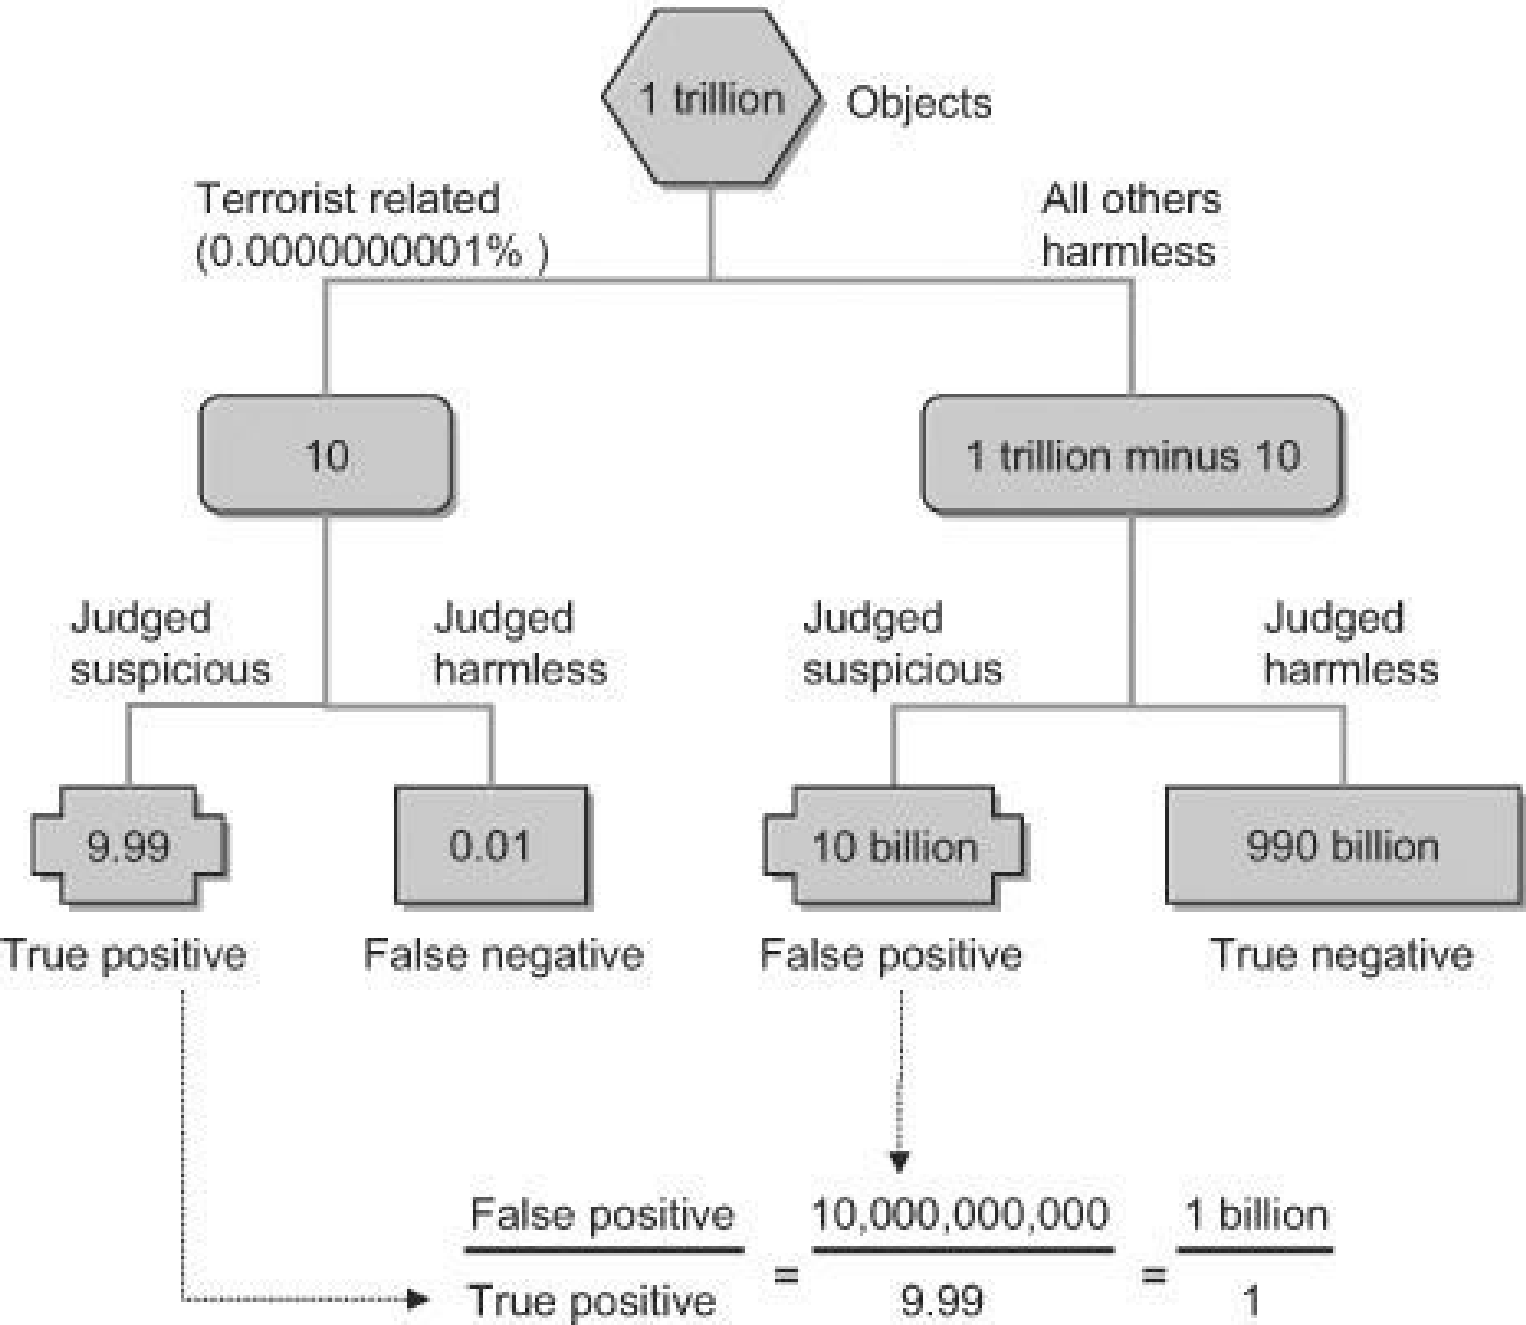 1 trillion
Objects
Terrorist related
(0.0000000001% )
All others
harmless
10
1 trillion minus 10
Judged
suspicious
Judged
harmless
Judged
suspicious
Judged
harmless
9.99
0.01
10 billion
990 billion
True positive
False negative
False positive
True negative
False positive
10,000,000,000
1 billion
=
=
True positive
9.99
1